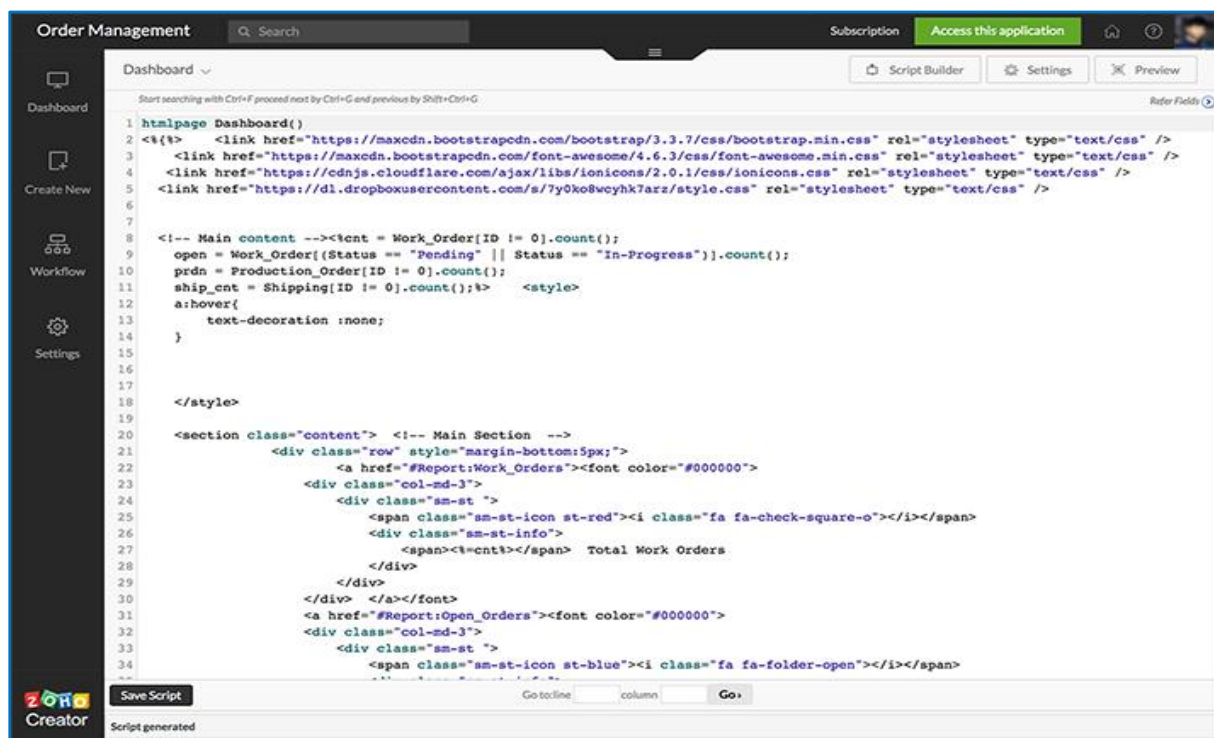 Order Management
Search
Subscription
Access this application
Dashboard
Script Builder
Settings
Preview
Start searching with Ctrl+F proceed next by Ctrl+G and previous by Shift+Ctrl+G
Refer Fields
Dashboard
Create New
Workflow
Settings
1 htmlpage Dashboard()
2 <%{%> <link href="https://maxcdn.bootstrapcdn.com/bootstrap/3.3.7/css/bootstrap.min.css" rel="stylesheet" type="text/css" />
3 <link href="https://maxcdn.bootstrapcdn.com/font-awesome/4.6.3/css/font-awesome.min.css" rel="stylesheet" type="text/css" />
4 <link href="https://cdnjs.cloudflare.com/ajax/libs/ionicons/2.0.1/css/ionicons.css" rel="stylesheet" type="text/css" />
5 <link href="https://dl.dropboxusercontent.com/s/7y0ko8wcyhk7arz/style.css" rel="stylesheet" type="text/css" />
6
7
8 <!-- Main content --><%cnt = Work_Order[ID != 0].count();
9 open = Work_Order[(Status == "Pending" || Status == "In-Progress")].count();
10 prdn = Production_Order[ID != 0].count();
11 ship_cnt = Shipping[ID != 0].count();%> <style>
12 a:hover{
13 text-decoration :none;
14 }
15
16
17
18 </style>
19
20 <section class="content"> <!-- Main Section -->
21 <div class="row" style="margin-bottom:5px;">
22 <a href="#Report:Work_Orders"><font color="#000000">
23 <div class="col-md-3">
24 <div class="sm-st ">
25 <span class="sm-st-icon st-red"><i class="fa fa-check-square-o"></i></span>
26 <div class="sm-st-info">
27 <span><%=cnt%></span> Total Work Orders
28 </div>
29 </div>
30 </div> </a></font>
31 <a href="#Report:Open_Orders"><font color="#000000">
32 <div class="col-md-3">
33 <div class="sm-st ">
34 <span class="sm-st-icon st-blue"><i class="fa fa-folder-open"></i></span>
Save Script
Go to:line
column
Go
Script generated
ZOHO
Creator